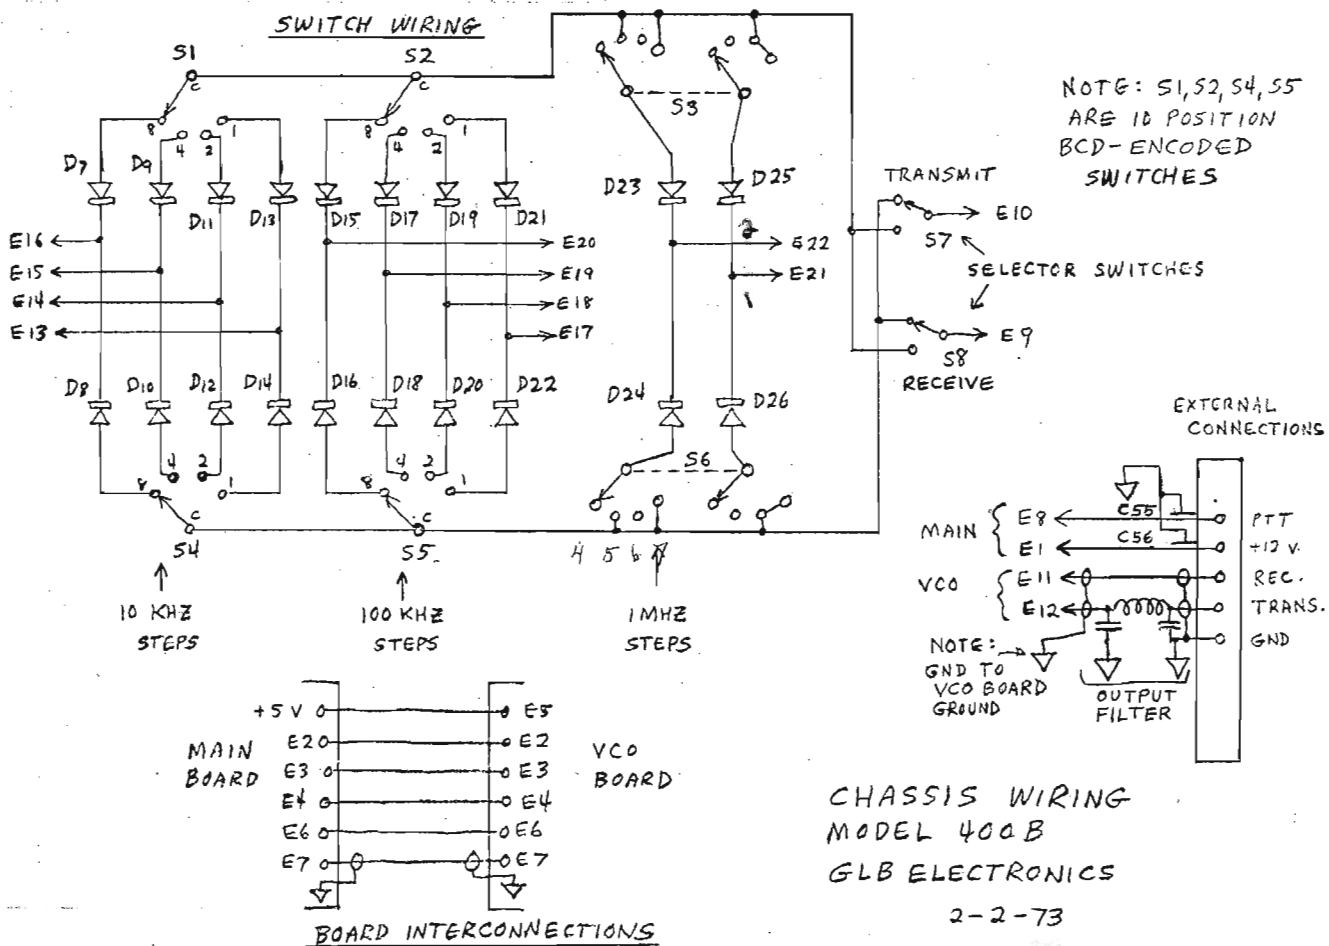 SWITCH WIRING
S1
S2
C
C
8
4
2
1
8
4
2
1
S3
NOTE: S1, S2, S4, S5
ARE 10 POSITION
BCD-ENCODED
SWITCHES
D7
D9
D11
D13
D15
D17
D19
D21
D23
D25
TRANSMIT
E10
S7
SELECTOR SWITCHES
E9
S8
RECEIVE
E16
E15
E14
E13
E20
E19
E18
E17
2
E22
E21
1
D8
D10
D12
D14
D16
D18
D20
D22
D24
D26
8
4
2
1
8
4
2
1
S6
C
C
S4
S5
4 5 6 7
10 KHZ
STEPS
100 KHZ
STEPS
1 MHZ
STEPS
EXTERNAL
CONNECTIONS
MAIN
E8
C55
PTT
E1
C56
+12 V.
VCO
E11
REC.
E12
TRANS.
GND
NOTE:
GND TO
VCO BOARD
GROUND
OUTPUT
FILTER
MAIN
BOARD
+5 V
E5
E20
E2
E3
E3
E4
E4
E6
E6
E7
E7
VCO
BOARD
BOARD INTERCONNECTIONS
CHASSIS WIRING
MODEL 400B
GLB ELECTRONICS
2-2-73